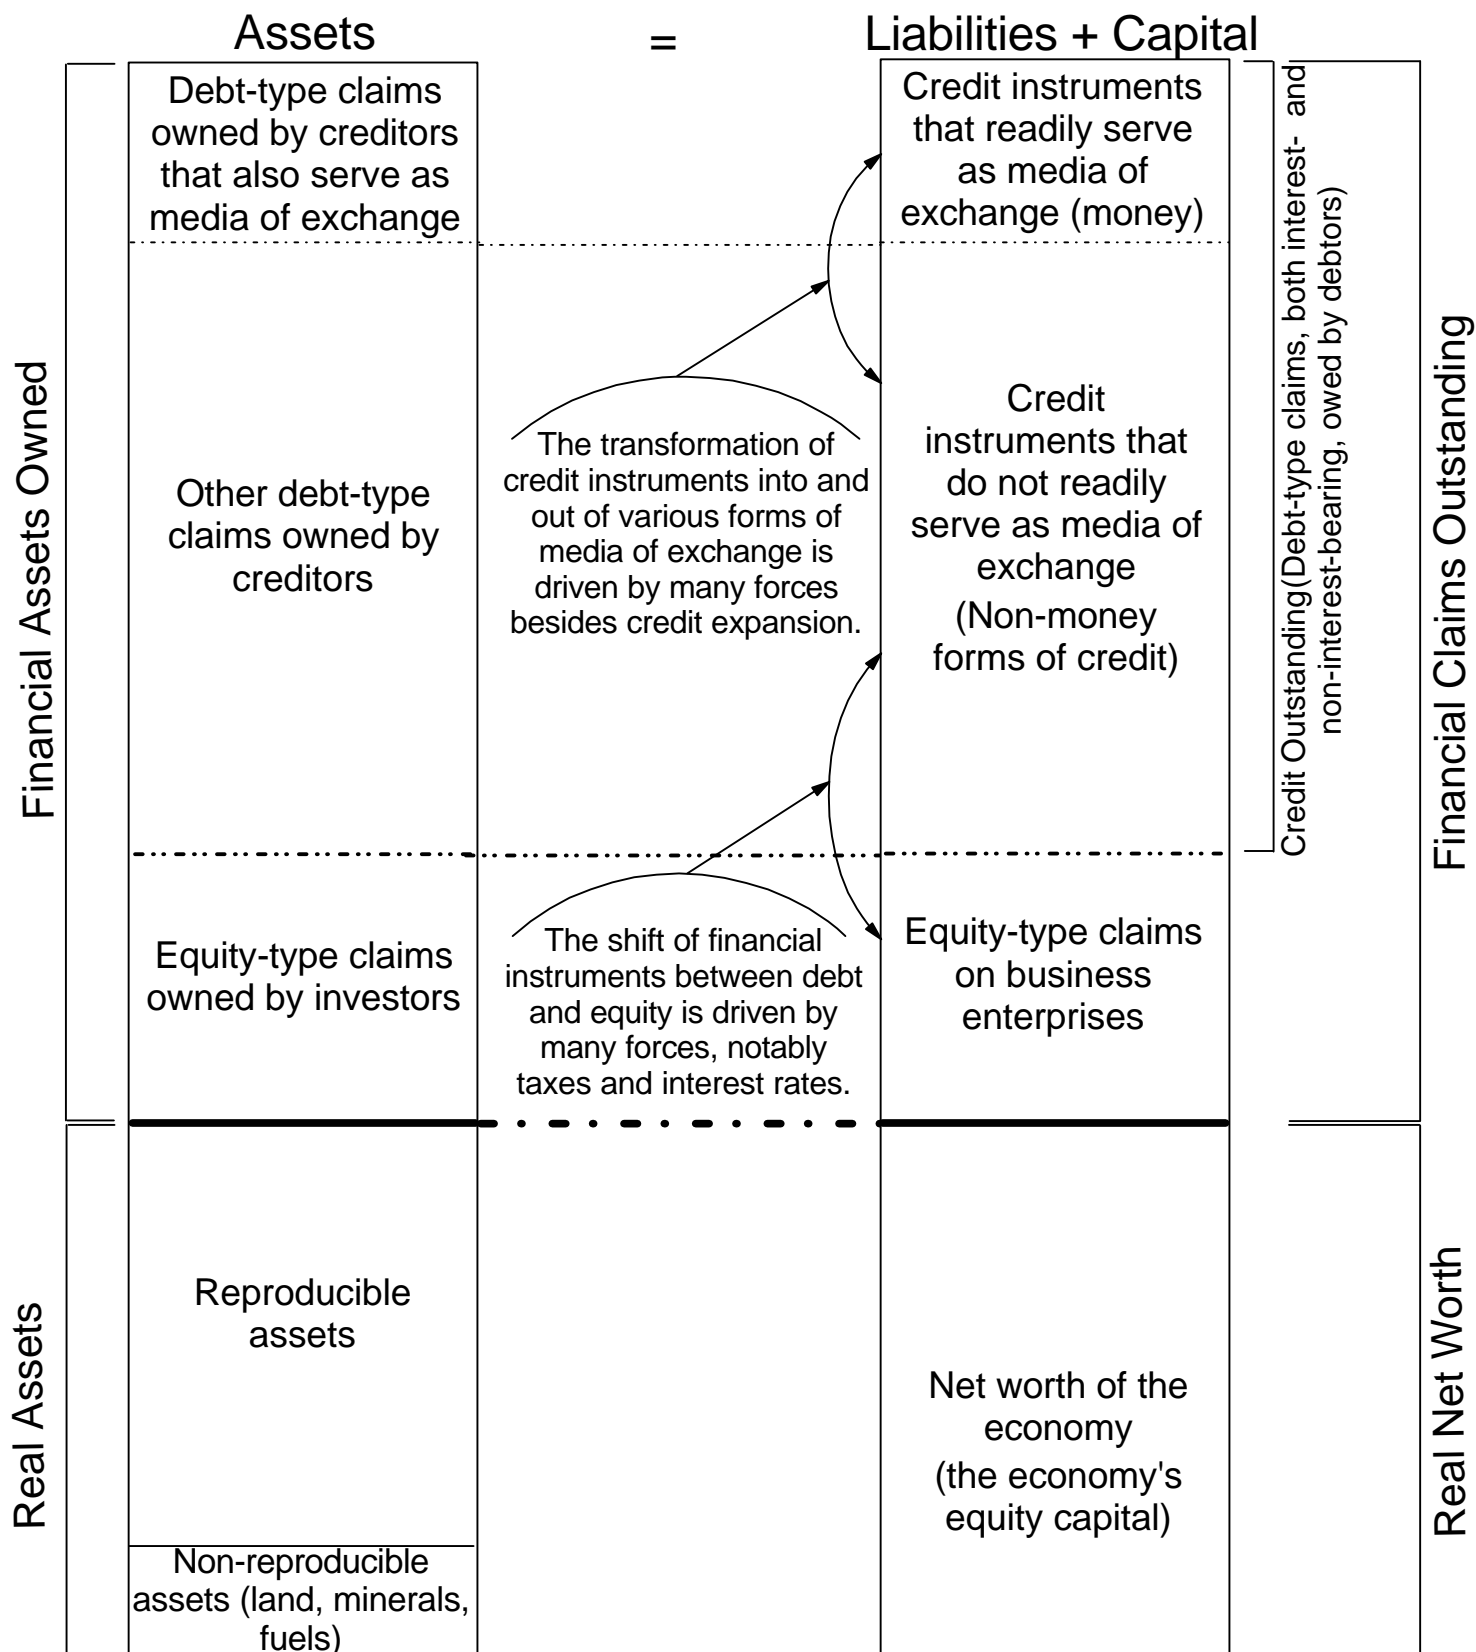 Assets = Liabilities + Capital
Financial Assets Owned
Debt-type claims
owned by creditors
that also serve as
media of exchange
Other debt-type
claims owned by
creditors
Equity-type claims
owned by investors
The transformation of
credit instruments into and
out of various forms of
media of exchange is
driven by many forces
besides credit expansion.
The shift of financial
instruments between debt
and equity is driven by
many forces, notably
taxes and interest rates.
Credit instruments
that readily serve
as media of
exchange (money)
Credit
instruments that
do not readily
serve as media of
exchange
(Non-money
forms of credit)
Equity-type claims
on business
enterprises
Credit Outstanding(Debt-type claims, both interest- and
non-interest-bearing, owed by debtors)
Financial Claims Outstanding
Real Assets
Reproducible
assets
Non-reproducible
assets (land, minerals,
fuels)
Net worth of the
economy
(the economy's
equity capital)
Real Net Worth